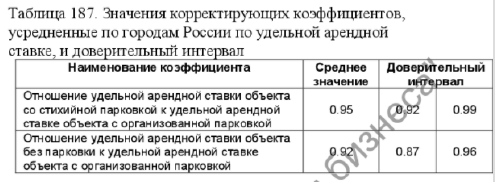 Таблица 187. Значения корректирующих коэффициентов,
усредненные по городам России по удельной арендной
ставке, и доверительный интервал
Наименование коэффициента Среднее значение Доверительный интервал
Отношение удельной арендной ставки объекта
со стихийной парковкой к удельной арендной
ставке объекта с организованной парковкой
0.95 0.92 0.99
Отношение удельной арендной ставки объекта
без парковки к удельной арендной ставке
объекта с организованной парковкой
0.92 0.87 0.96
бизнеса"